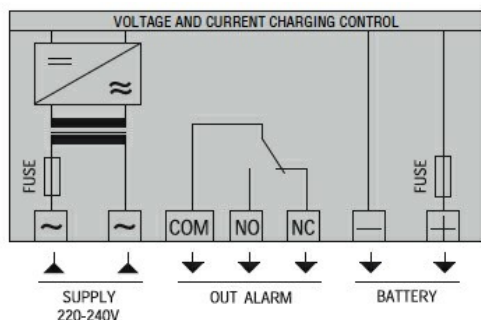 VOLTAGE AND CURRENT CHARGING CONTROL
FUSE
FUSE
~ ~ COM NO NC — +
SUPPLY OUT ALARM BATTERY
220-240V